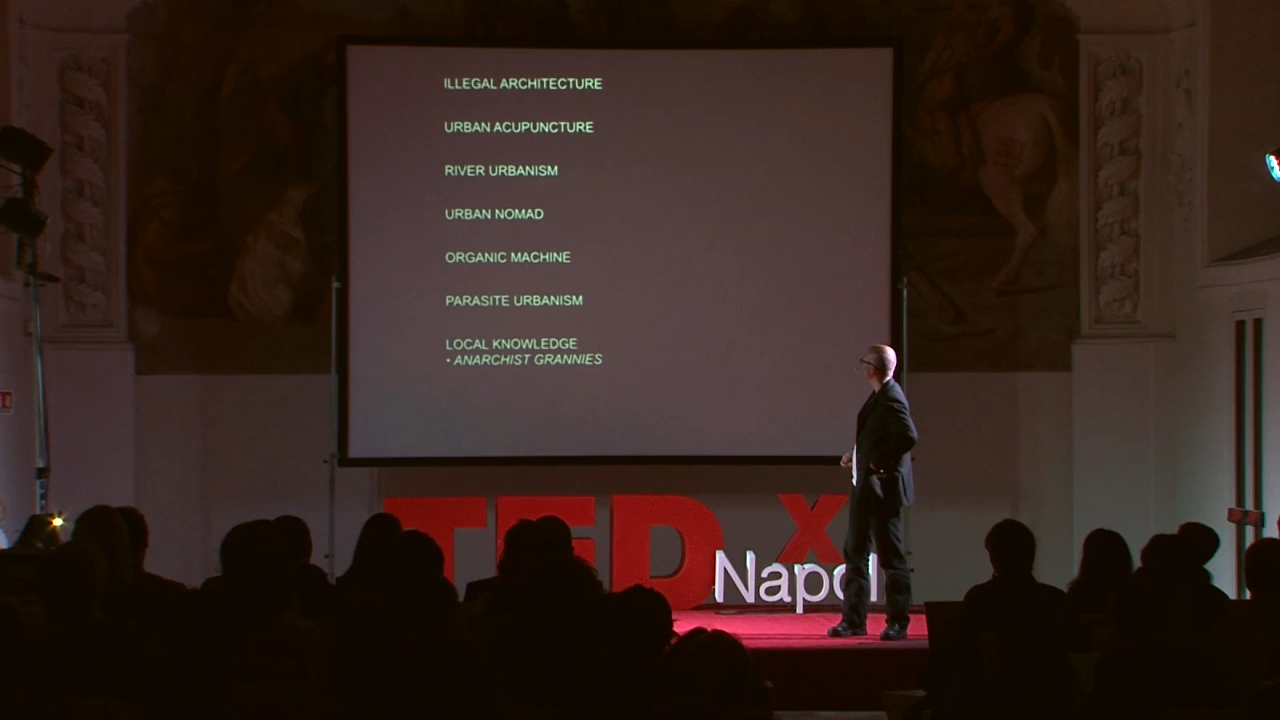 ILLEGAL ARCHITECTURE
URBAN ACUPUNCTURE
RIVER URBANISM
URBAN NOMAD
ORGANIC MACHINE
PARASITE URBANISM
LOCAL KNOWLEDGE
• ANARCHIST GRANNIES
TEDx
Napoli